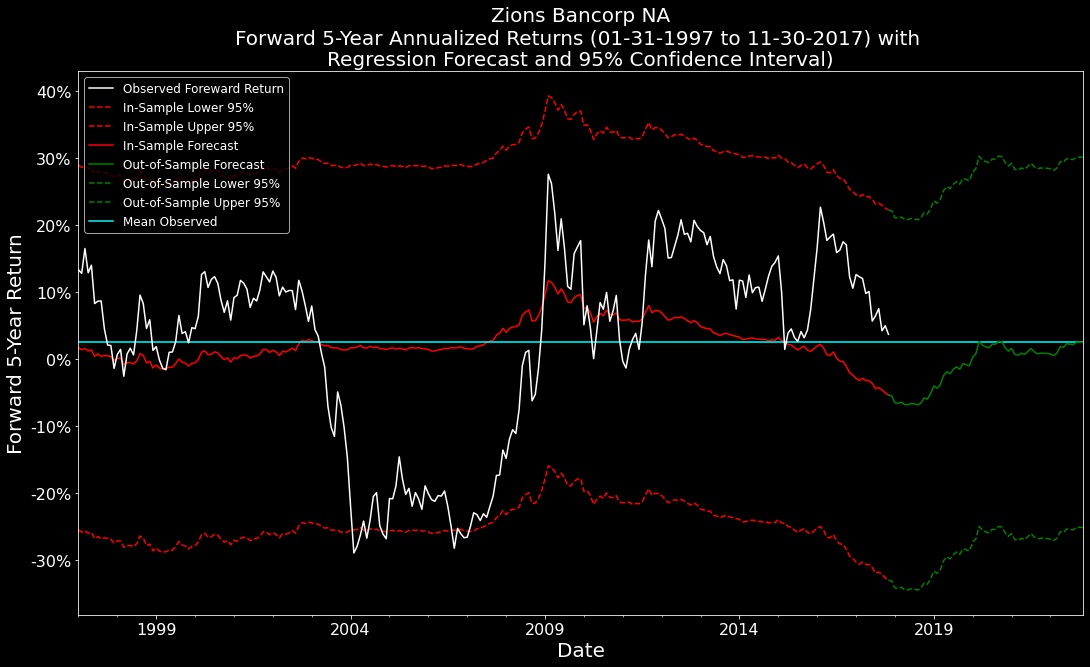 Zions Bancorp NA
Forward 5-Year Annualized Returns (01-31-1997 to 11-30-2017) with
Regression Forecast and 95% Confidence Interval)
Observed Foreward Return
In-Sample Lower 95%
In-Sample Upper 95%
In-Sample Forecast
Out-of-Sample Forecast
Out-of-Sample Lower 95%
Out-of-Sample Upper 95%
Mean Observed
Forward 5-Year Return
40%
30%
20%
10%
0%
-10%
-20%
-30%
1999 2004 2009 2014 2019
Date